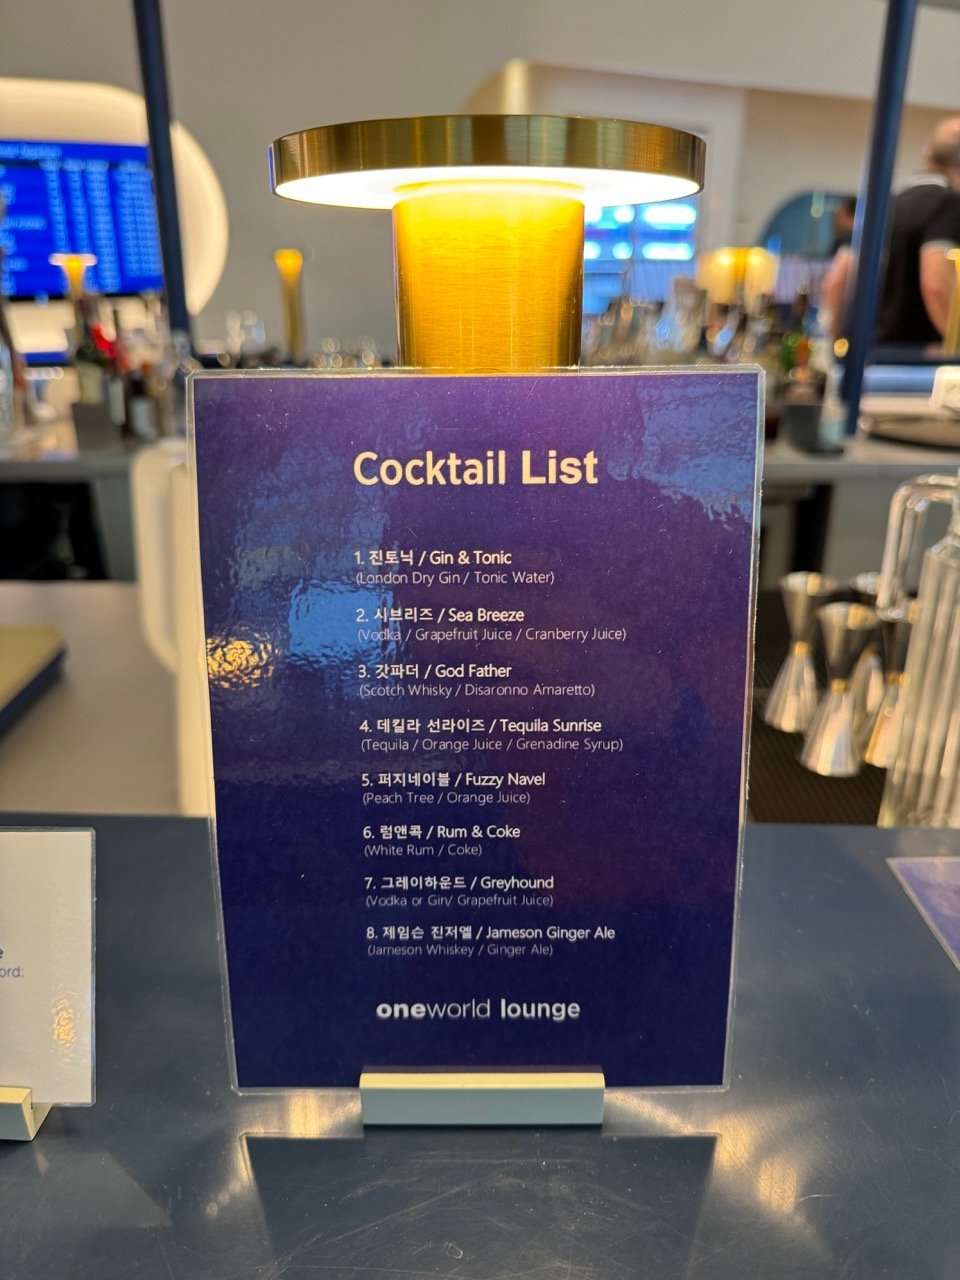 Cocktail List
1. 진토닉 / Gin & Tonic
(London Dry Gin / Tonic Water)
2. 시브리즈 / Sea Breeze
(Vodka / Grapefruit Juice / Cranberry Juice)
3. 갓파더 / God Father
(Scotch Whisky / Disaronno Amaretto)
4. 데킬라 선라이즈 / Tequila Sunrise
(Tequila / Orange Juice / Grenadine Syrup)
5. 퍼지네이블 / Fuzzy Navel
(Peach Tree / Orange Juice)
6. 럼앤콕 / Rum & Coke
(White Rum / Coke)
7. 그레이하운드 / Greyhound
(Vodka or Gin/ Grapefruit Juice)
8. 제임슨 진저앨 / Jameson Ginger Ale
(Jameson Whiskey / Ginger Ale)
oneworld lounge